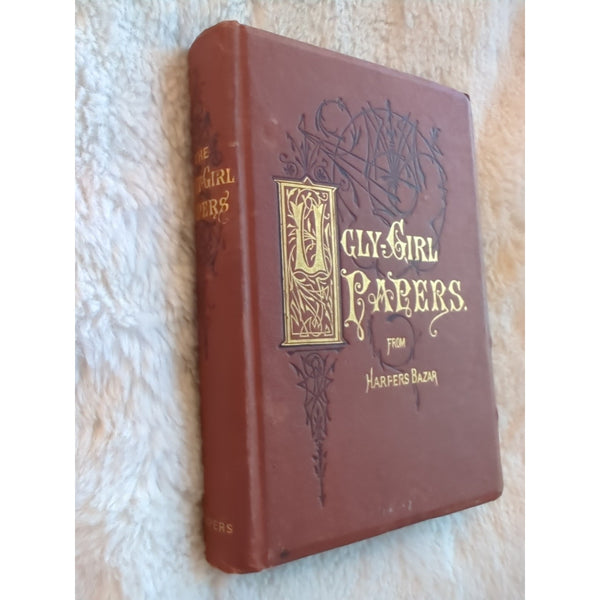 THE
UGLY-GIRL
PAPERS
HARPERS
UGLY-GIRL
PAPERS.
FROM
HARPERS BAZAR